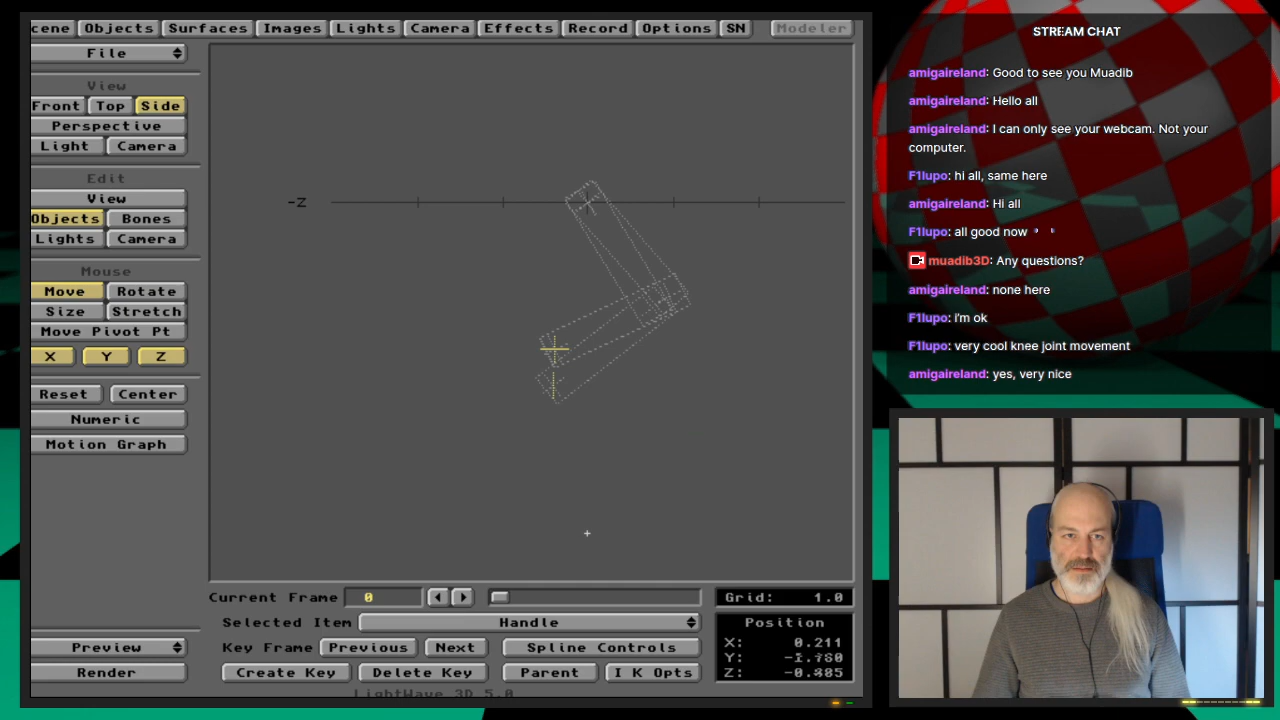 cene Objects Surfaces Images Lights Camera Effects Record Options SN Modeler
File
View
Front Top Side
Perspective
Light Camera
Edit
View
Objects Bones
Lights Camera
Mouse
Move Rotate
Size Stretch
Move Pivot Pt
X Y Z
Reset Center
Numeric
Motion Graph
Preview
Render
-Z
Current Frame 0
Selected Item Handle
Key Frame Previous Next Spline Controls
Create Key Delete Key Parent I K Opts
LightWave 3D 5.0
Grid: 1.0
Position
X: 0.211
Y:
Z:
STREAM CHAT
amigaireland: Good to see you Muadib
amigaireland: Hello all
amigaireland: I can only see your webcam. Not your
computer.
F1lupo: hi all, same here
amigaireland: Hi all
F1lupo: all good now
muadib3D: Any questions?
amigaireland: none here
F1lupo: i'm ok
F1lupo: very cool knee joint movement
amigaireland: yes, very nice